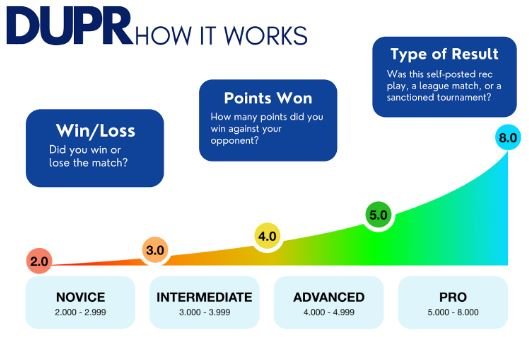 DUPR HOW IT WORKS
Type of Result
Was this self-posted rec
play, a league match, or a
sanctioned tournament?
Points Won
How many points did you
win against your
opponent?
Win/Loss
Did you win or
lose the match?
2.0
3.0
4.0
5.0
8.0
NOVICE
2.000 - 2.999
INTERMEDIATE
3.000 - 3.999
ADVANCED
4.000 - 4.999
PRO
5.000 - 8.000